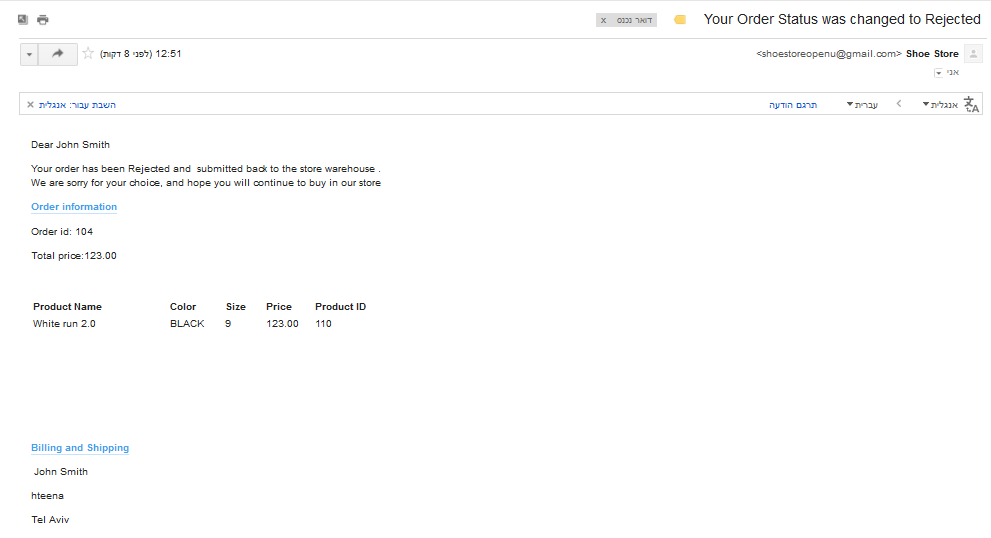 Your Order Status was changed to Rejected
דואר נכנס x
Shoe Store <shoestoreopenu@gmail.com>
12:51 (לפני 8 דקות)
אני
אנגלית > עברית תרגם הודעה
השבת עבור: אנגלית x
Dear John Smith
Your order has been Rejected and submitted back to the store warehouse .
We are sorry for your choice, and hope you will continue to buy in our store
Order information
Order id: 104
Total price:123.00
Product Name Color Size Price Product ID
White run 2.0 BLACK 9 123.00 110
Billing and Shipping
John Smith
hteena
Tel Aviv